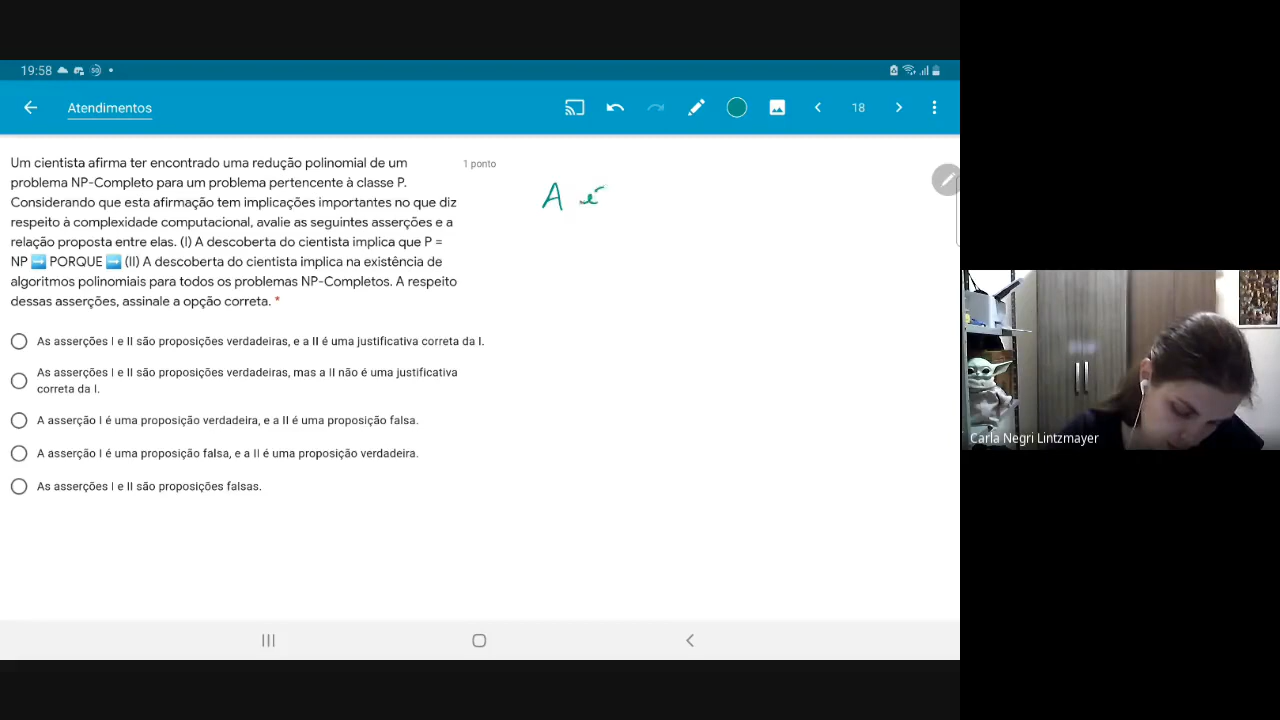 19:58
Atendimentos
18
Um cientista afirma ter encontrado uma redução polinomial de um
1 ponto
problema NP-Completo para um problema pertencente à classe P.
Considerando que esta afirmação tem implicações importantes no que diz
respeito à complexidade computacional, avalie as seguintes asserções e a
relação proposta entre elas. (I) A descoberta do cientista implica que P =
NP ➡ PORQUE ➡ (II) A descoberta do cientista implica na existência de
algoritmos polinomiais para todos os problemas NP-Completos. A respeito
dessas asserções, assinale a opção correta. *
As asserções I e II são proposições verdadeiras, e a II é uma justificativa correta da I.
As asserções I e II são proposições verdadeiras, mas a II não é uma justificativa
correta da I.
A asserção I é uma proposição verdadeira, e a II é uma proposição falsa.
A asserção I é uma proposição falsa, e a II é uma proposição verdadeira.
As asserções I e II são proposições falsas.
A é
Carla Negri Lintzmayer